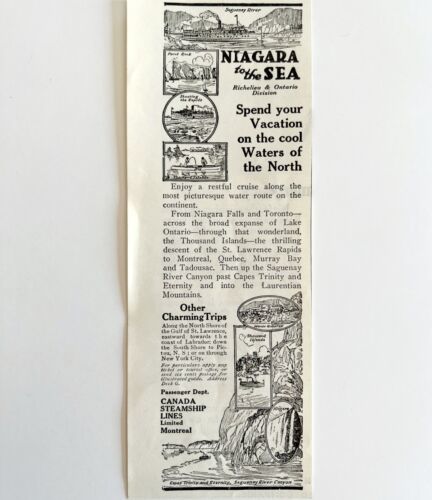 Saguenay River
NIAGARA
to the SEA
Richelieu & Ontario
Division
Shooting
the Rapids
Spend your
Vacation
on the cool
Waters of
the North
Enjoy a restful cruise along the
most picturesque water route on the
continent.
From Niagara Falls and Toronto—
across the broad expanse of Lake
Ontario—through that wonderland,
the Thousand Islands—the thrilling
descent of the St. Lawrence Rapids
to Montreal, Quebec, Murray Bay
and Tadousac. Then up the Saguenay
River Canyon past Capes Trinity and
Eternity and into the Laurentian
Mountains.
Other
Charming Trips
Along the North Shore of
the Gulf of St. Lawrence,
eastward towards the
coast of Labrador; down
the South Shore to Pic-
tou, N. S; or on through
New York City.
For particulars apply any
ticket or tourist office, or
send six cents postage for
illustrated guide. Address
Deck G.
Passenger Dept.
CANADA
STEAMSHIP
LINES
Limited
Montreal
Thousand
Islands
Capes Trinity and Eternity, Saguenay River Canyon